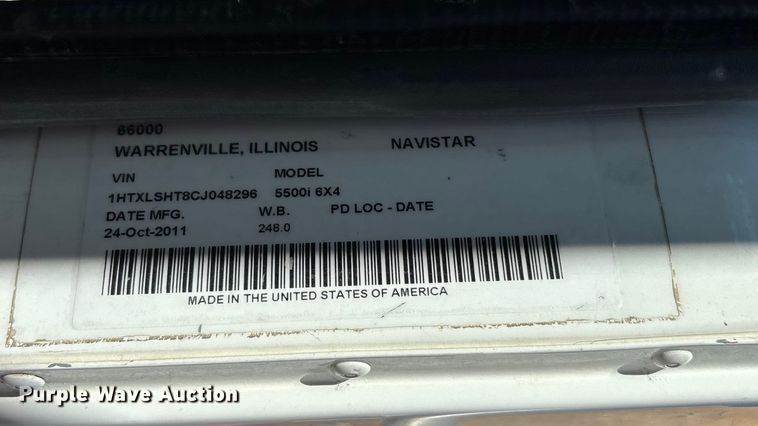 66000
WARRENVILLE, ILLINOIS NAVISTAR
VIN MODEL
1HTXLSHT8CJ048296 5500i 6X4
DATE MFG. W.B. PD LOC - DATE
24-Oct-2011 248.0
MADE IN THE UNITED STATES OF AMERICA
Purple Wave Auction